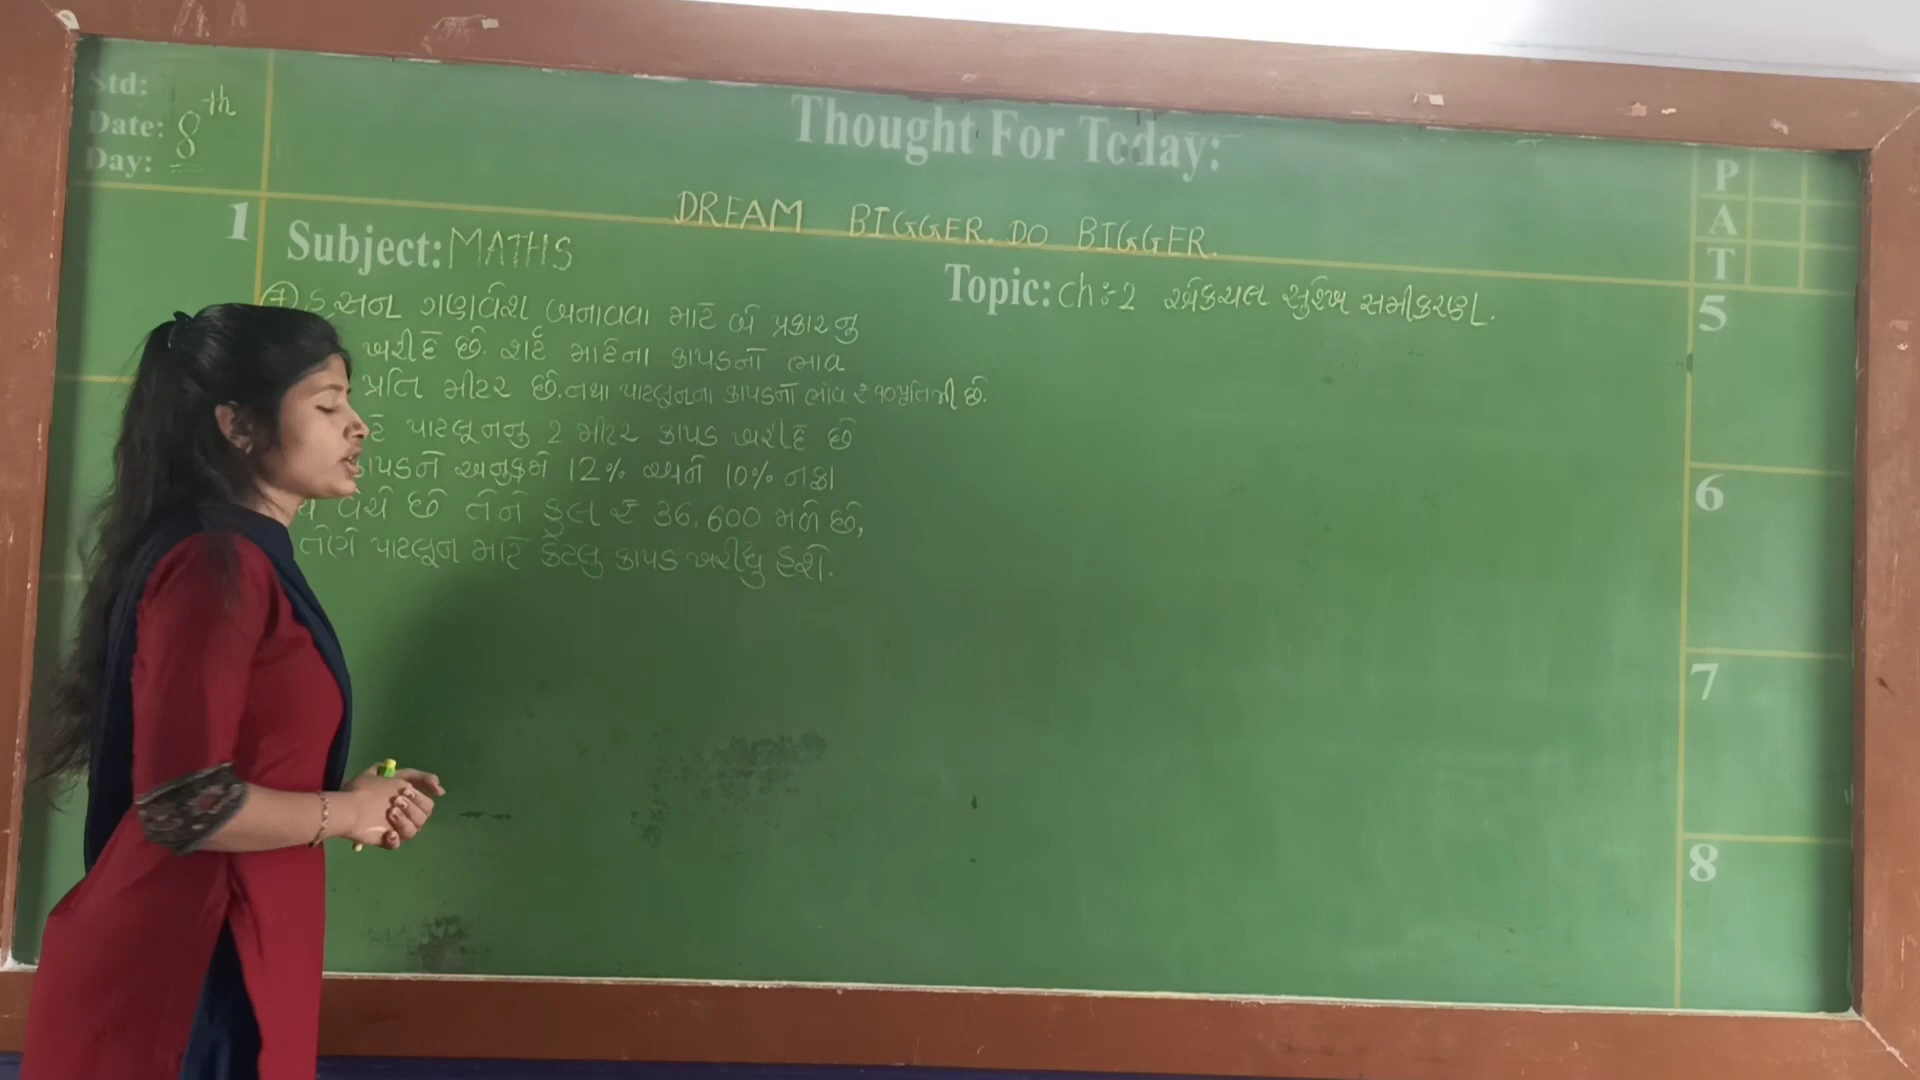 Std:
Date: 8th
Day:
Thought For Today:
DREAM BIGGER. DO BIGGER.
P
A
T
1
Subject: MATHS
Topic: ch:-2 એકચલ સુરેખ સમીકરણ.
હસન ગણવેશ બનાવવા માટે બે પ્રકારનુ
ખરીદે છે. શર્ટ માટેના કાપડનો ભાવ
પ્રતિ મીટર છે. તથા પાટલુનના કાપડનો ભાવ ₹ ૧૦ પ્રતિમી છે.
પાટલૂનનુ 2 મીટર કાપડ ખરીદે છે
કાપડને અનુક્રમે 12% અને 10% નફા
વેચે છે તેને કુલ ₹ 36,600 મળે છે,
તેણે પાટલૂન માટે કેટલુ કાપડ ખરીધુ હશે.
5
6
7
8